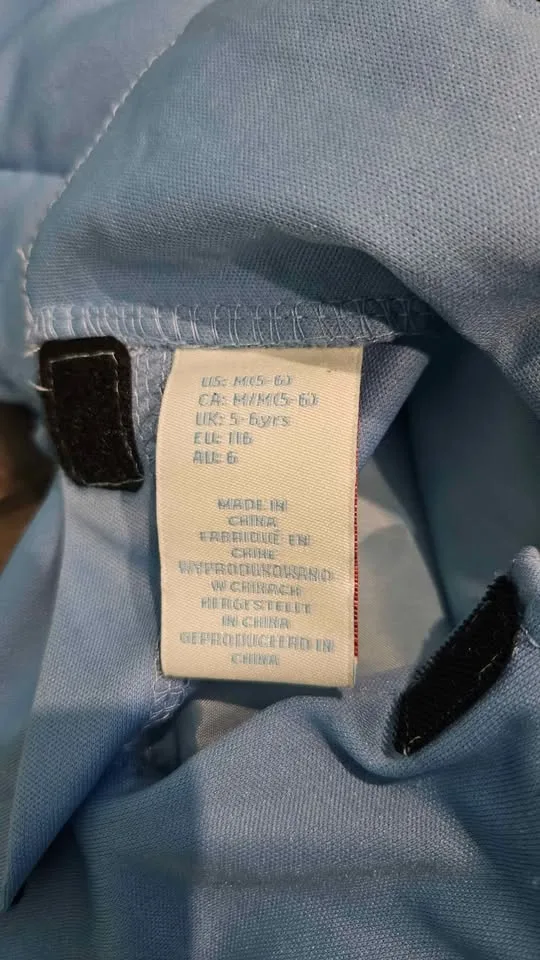 US: M(5-6)
CA: M/M(5-6)
UK: 5-6yrs
EU: 116
AU: 6
MADE IN
CHINA
FABRIQUÉ EN
CHINE
WYPRODUKOWANO
W CHINACH
HERGESTELLT
IN CHINA
GEPRODUCEERD IN
CHINA